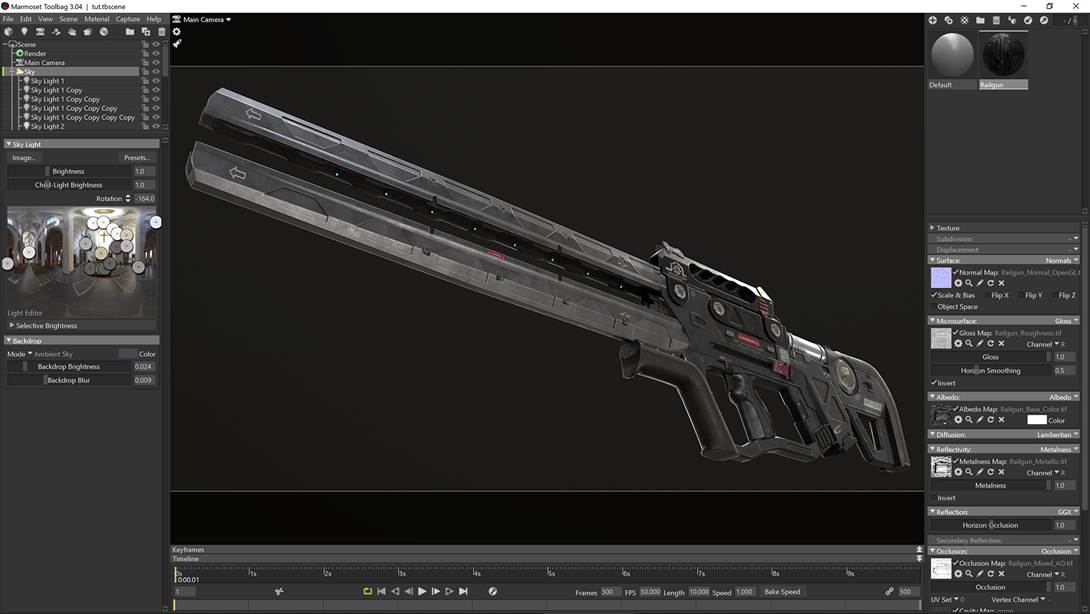 Marmoset Toolbag 3.04 | tut.tbscene
File Edit View Scene Material Capture Help
Main Camera
Scene
Render
Main Camera
Sky
Sky Light 1
Sky Light 1 Copy
Sky Light 1 Copy Copy
Sky Light 1 Copy Copy Copy
Sky Light 1 Copy Copy Copy Copy
Sky Light 2
Sky Light
Image... Presets...
Brightness 1.0
Child-Light Brightness 1.0
Rotation -164.0
Light Editor
Selective Brightness
Backdrop
Mode Ambient Sky Color
Backdrop Brightness 0.024
Backdrop Blur 0.009
Keyframes
Timeline
0s 1s 2s 3s 4s 5s 6s 7s 8s 9s
0:00.01
1 Frames 300 FPS 30.000 Length 10.000 Speed 1.000 Bake Speed 300
Default Railgun
Texture
Subdivision:
Displacement:
Surface: Normals
Normal Map: Railgun_Normal_OpenGL.t
Scale & Bias Flip X Flip Y Flip Z
Object Space
Microsurface: Gloss
Gloss Map: Railgun_Roughness.tif
Channel R
Gloss 1.0
Horizon Smoothing 0.5
Invert
Albedo: Albedo
Albedo Map: Railgun_Base_Color.tif
Color
Diffusion: Lambertian
Reflectivity: Metalness
Metalness Map: Railgun_Metallic.tif
Channel R
Metalness 1.0
Invert
Reflection: GGX
Horizon Occlusion 1.0
Secondary Reflection:
Occlusion: Occlusion
Occlusion Map: Railgun_Mixed_AO.tif
Channel R
Occlusion 1.0
UV Set 0 Vertex Channel
Cavity Map: none